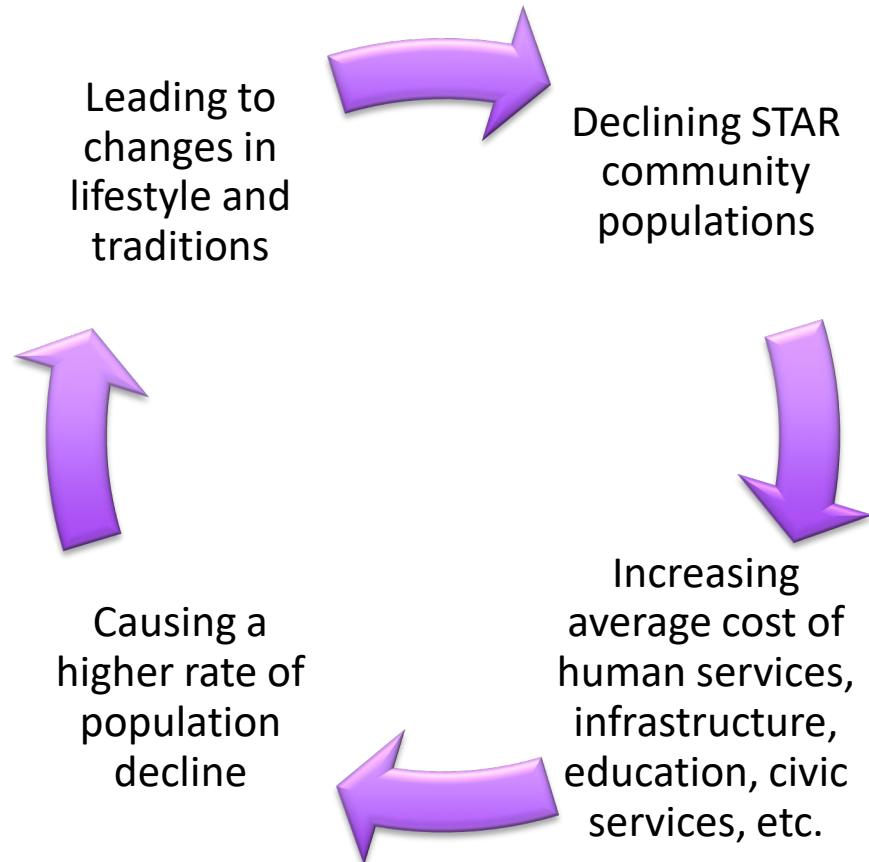 Leading to
changes in
lifestyle and
traditions
Declining STAR
community
populations
Increasing
average cost of
human services,
infrastructure,
education, civic
services, etc.
Causing a
higher rate of
population
decline